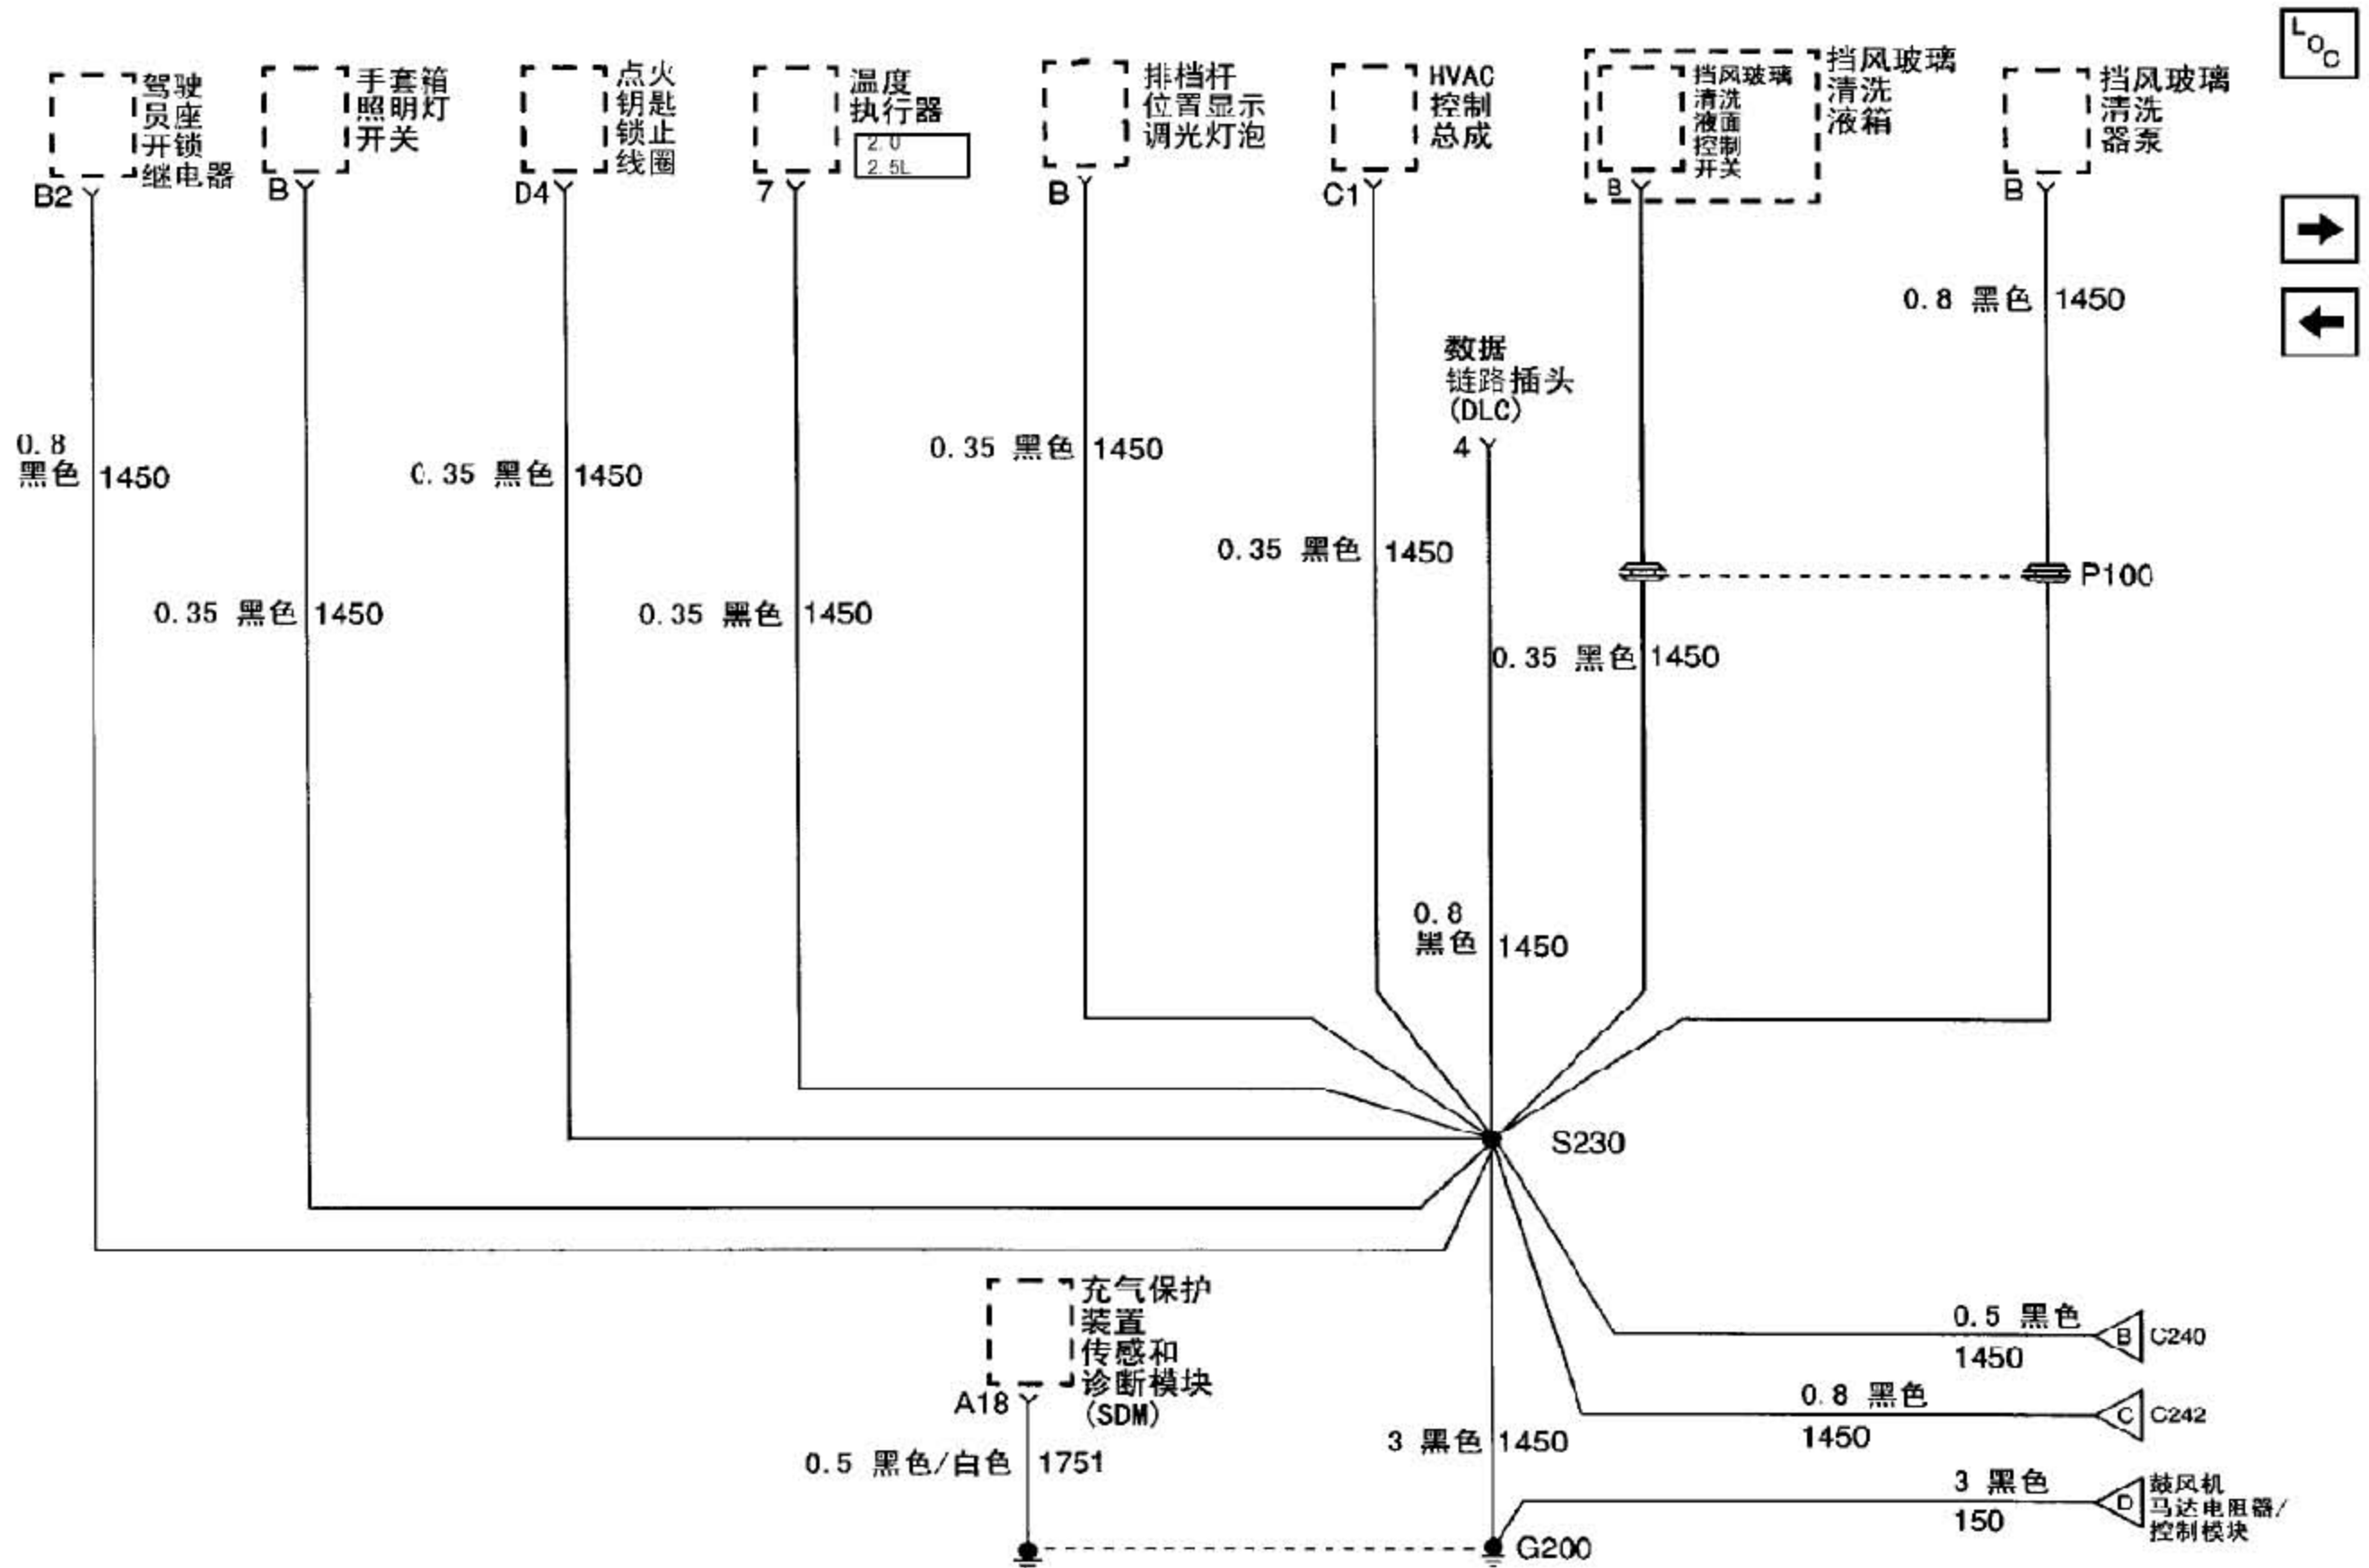 LOC
驾驶
员座
开锁
继电器
B2
手套箱
照明灯
开关
B
点火
钥匙
锁止
线圈
D4
温度
执行器
2.0
2.5L
7
排档杆
位置显示
调光灯泡
B
HVAC
控制
总成
C1
挡风玻璃
清洗
液面
控制
开关
B
挡风玻璃
清洗
液箱
挡风玻璃
清洗
器泵
B
0.8 黑色 1450
数据
链路插头
(DLC)
4
0.8
黑色 1450
0.35 黑色 1450
0.35 黑色 1450
0.35 黑色 1450
P100
0.35 黑色 1450
0.35 黑色 1450
0.35 黑色 1450
0.8
黑色 1450
S230
充气保护
装置
传感和
诊断模块
(SDM)
A18
0.5 黑色/白色 1751
3 黑色 1450
0.5 黑色
1450
B C240
0.8 黑色
1450
C C242
3 黑色
150
D 鼓风机
马达电阻器/
控制模块
G200